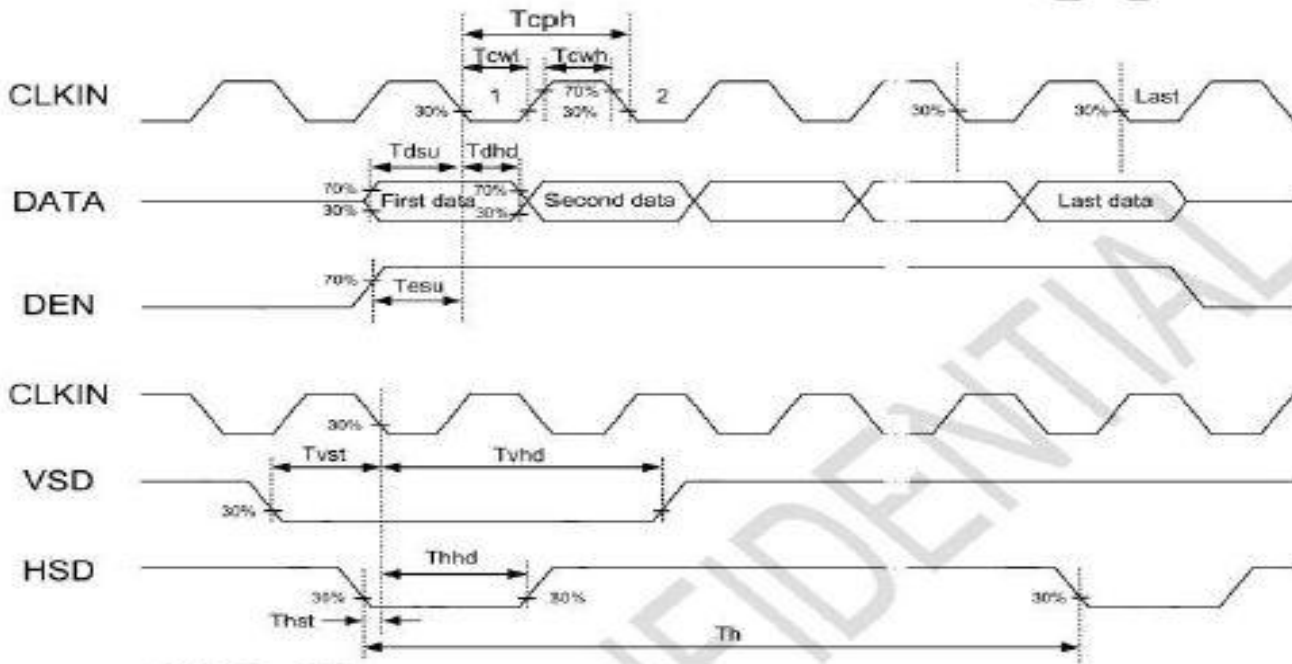 Tcph
Tcwl Tcwh
CLKIN 30% 1 70% 30% 2 30% 30% Last
Tdsu Tdhd
DATA 70% 30% First data 70% 30% Second data Last data
DEN 70% Tesu
CLKIN 30%
Tvst Tvhd
VSD 30%
Thhd
HSD 30% 80% 30%
Thst
Th